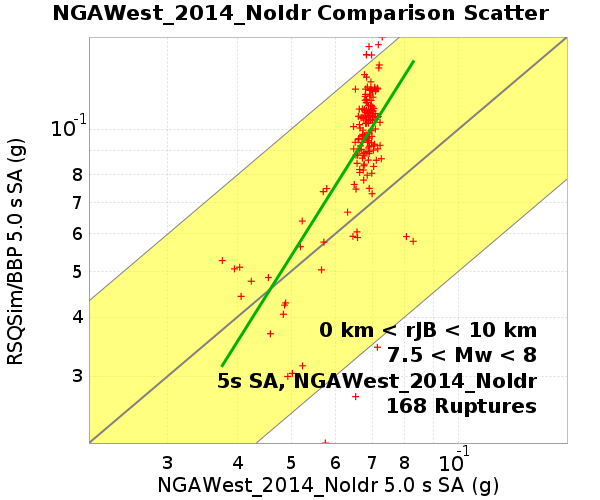 NGAWest_2014_NoIdr Comparison Scatter
RSQSim/BBP 5.0 s SA (g)
10⁻¹
8
7
6
5
4
3
0 km < rJB < 10 km
7.5 < Mw < 8
5s SA, NGAWest_2014_NoIdr
168 Ruptures
3 4 5 6 7 8 10⁻¹
NGAWest_2014_NoIdr 5.0 s SA (g)